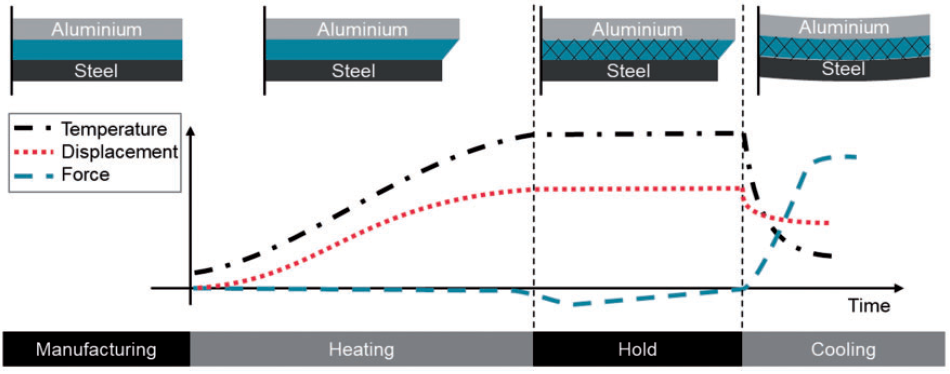 Aluminium
Steel
Aluminium
Steel
Aluminium
Steel
Aluminium
Steel
Temperature
Displacement
Force
Time
Manufacturing
Heating
Hold
Cooling